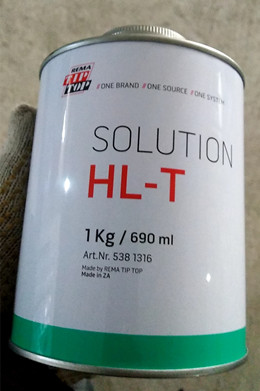 REMA
TIP
TOP
//ONE BRAND //ONE SOURCE //ONE SYSTEM
SOLUTION
HL-T
1 Kg / 690 ml
Art.Nr. 538 1316
Made by REMA TIP TOP
Made in ZA